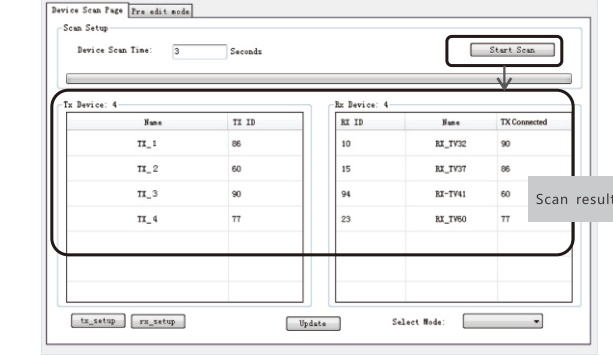 Device Scan Page Pre edit mode
Scan Setup
Device Scan Time: 3 Seconds Start Scan
Tx Device: 4 Rx Device: 4
Name TX ID RX ID Name TX Connected
TX_1 86 10 RX_TV32 90
TX_2 60 15 RX_TV37 86
TX_3 90 94 RX-TV41 60
Scan result
TX_4 77 23 RX_TV60 77
tx_setup rx_setup Update Select Mode: